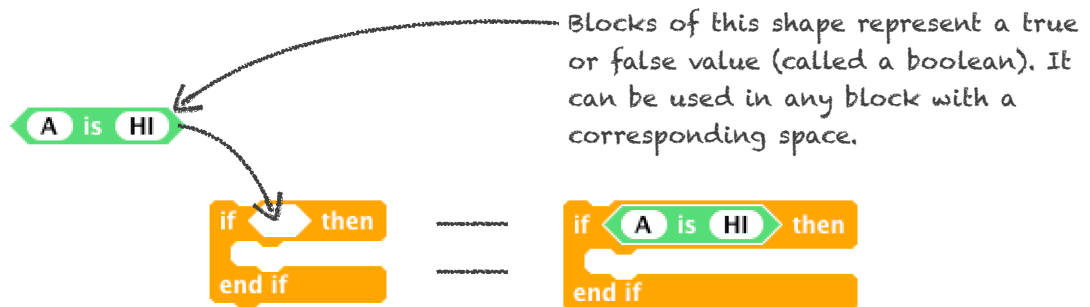 Blocks of this shape represent a true
or false value (called a boolean). It
can be used in any block with a
corresponding space.
A is HI
if then
end if
if A is HI then
end if